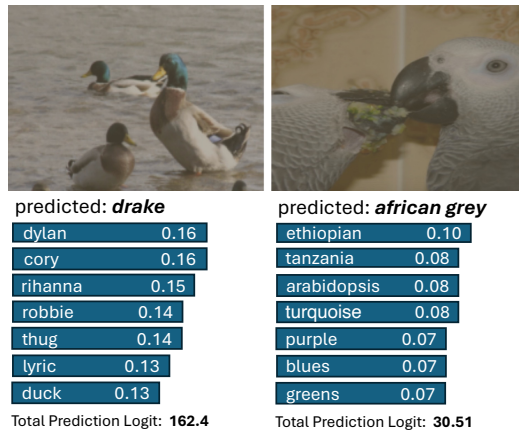 predicted: drake
dylan 0.16
cory 0.16
rihanna 0.15
robbie 0.14
thug 0.14
lyric 0.13
duck 0.13
Total Prediction Logit: 162.4
predicted: african grey
ethiopian 0.10
tanzania 0.08
arabidopsis 0.08
turquoise 0.08
purple 0.07
blues 0.07
greens 0.07
Total Prediction Logit: 30.51